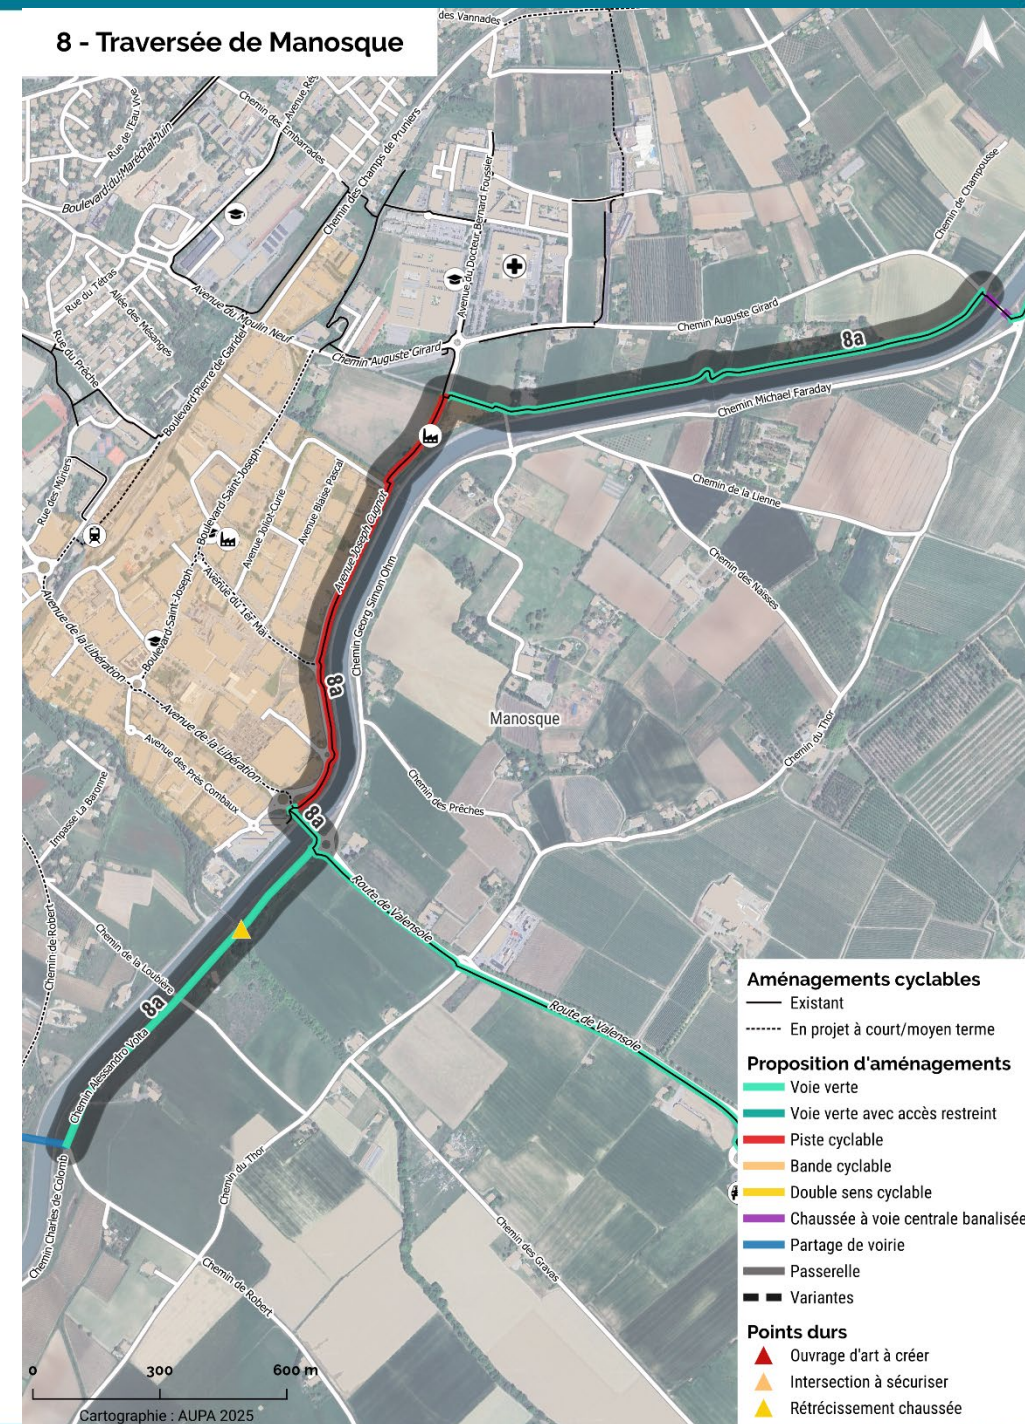 8 - Traversée de Manosque
des Vannades
Rue de l'Eau Vive
Boulevard du Maréchal-Juin
Chemin des Embarrades
Chemin des Champs de Pruniers
Avenue du Docteur Bernard Foussier
Chemin de Champousse
Rue du Tétras
Allée des Mésanges
Avenue du Moulin Neuf
Rue du Prêche
Boulevard Pierre de Garidel
Chemin Auguste Girard
Chemin Auguste Girard
8a
Chemin Michael Faraday
Rue des Mûriers
Boulevard Saint-Joseph
Avenue Joliot-Curie
Avenue Blaise Pascal
Avenue Joseph Cugnot
Chemin de la Lienne
Chemin des Naisses
Chemin Georg Simon Ohm
Avenue du 1er Mai
Boulevard Saint-Joseph
Avenue de la Libération
8a
Avenue de la Libération
Manosque
Avenue des Près Combaux
Chemin du Thor
Impasse La Baronne
Chemin des Prêches
8a
Route de Valensole
Chemin de Robert
Chemin de la Loubière
8a
Route de Valensole
Chemin Alessandro Volta
Chemin du Thor
Chemin Charles de Colomb
Chemin des Gravas
Chemin de Robert
Aménagements cyclables
Existant
En projet à court/moyen terme
Proposition d'aménagements
Voie verte
Voie verte avec accès restreint
Piste cyclable
Bande cyclable
Double sens cyclable
Chaussée à voie centrale banalisée
Partage de voirie
Passerelle
Variantes
Points durs
Ouvrage d'art à créer
Intersection à sécuriser
Rétrécissement chaussée
0 300 600 m
Cartographie : AUPA 2025